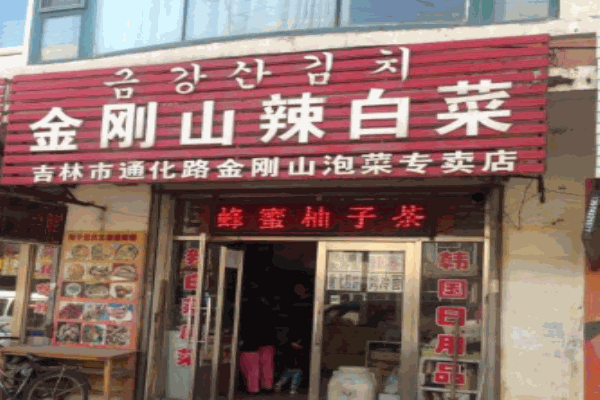 금강산김치
金刚山辣白菜
吉林市通化路金刚山泡菜专卖店
蜂蜜柚子茶
韩国日用品